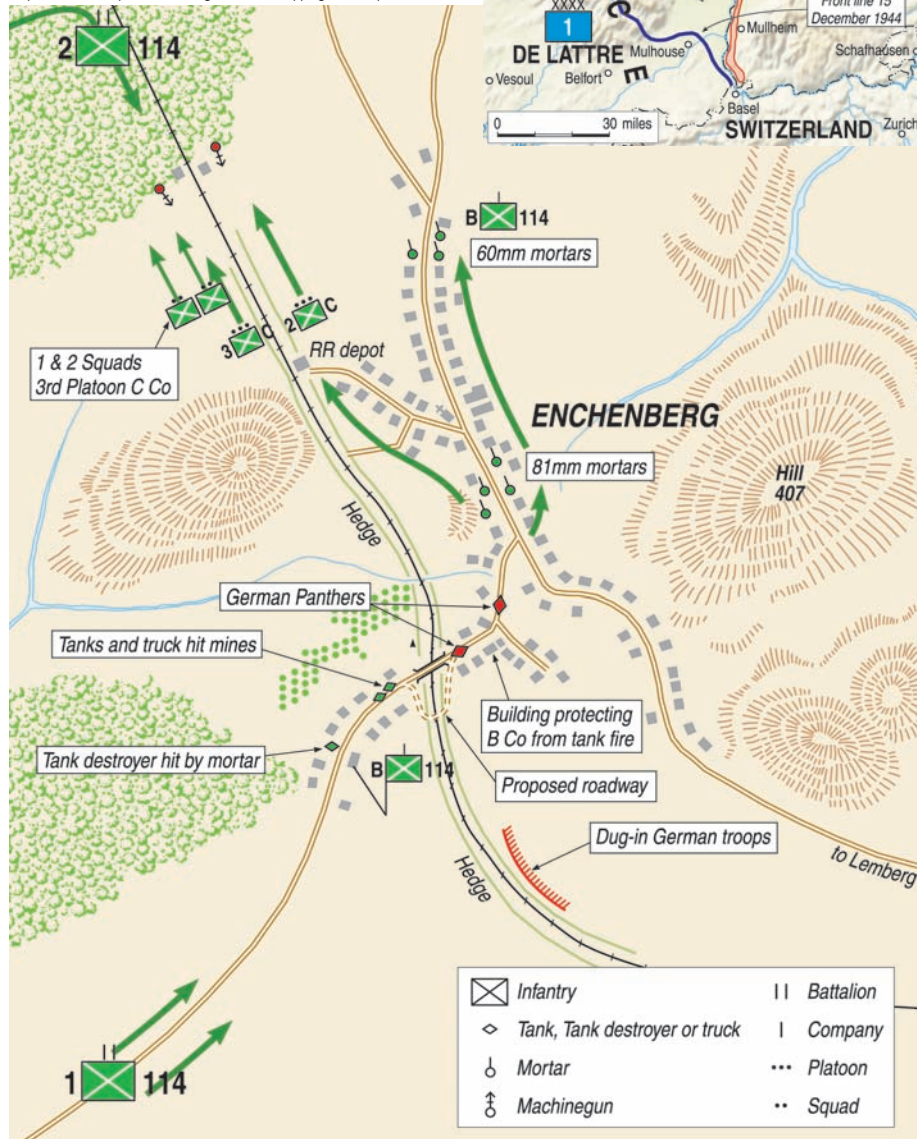 XXXX
1
DE LATTRE
C
E
Front line 15
December 1944
Mullheim
Mulhouse
Schafhausen
Vesoul
Belfort
Basel
Zurich
SWITZERLAND
0 30 miles
2 114
B 114
60mm mortars
2 C
3 C
RR depot
1 & 2 Squads
3rd Platoon C Co
ENCHENBERG
81mm mortars
Hill
407
Hedge
German Panthers
Tanks and truck hit mines
Building protecting
B Co from tank fire
Tank destroyer hit by mortar
B 114
Proposed roadway
Dug-in German troops
to Lemberg
Hedge
1 114
Infantry
Battalion
Tank, Tank destroyer or truck
Company
Mortar
Platoon
Machinegun
Squad